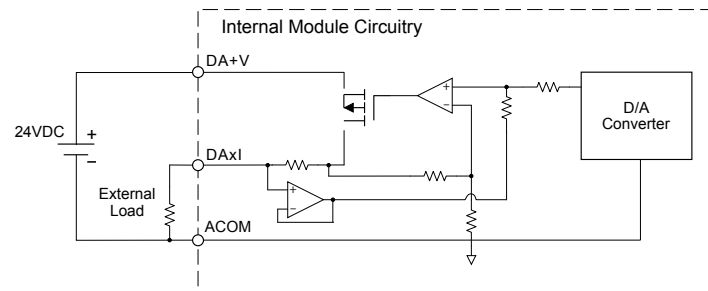 Internal Module Circuitry
DA+V
+
−
D/A
Converter
24VDC
+
−
DAxI
External
Load
+
−
ACOM